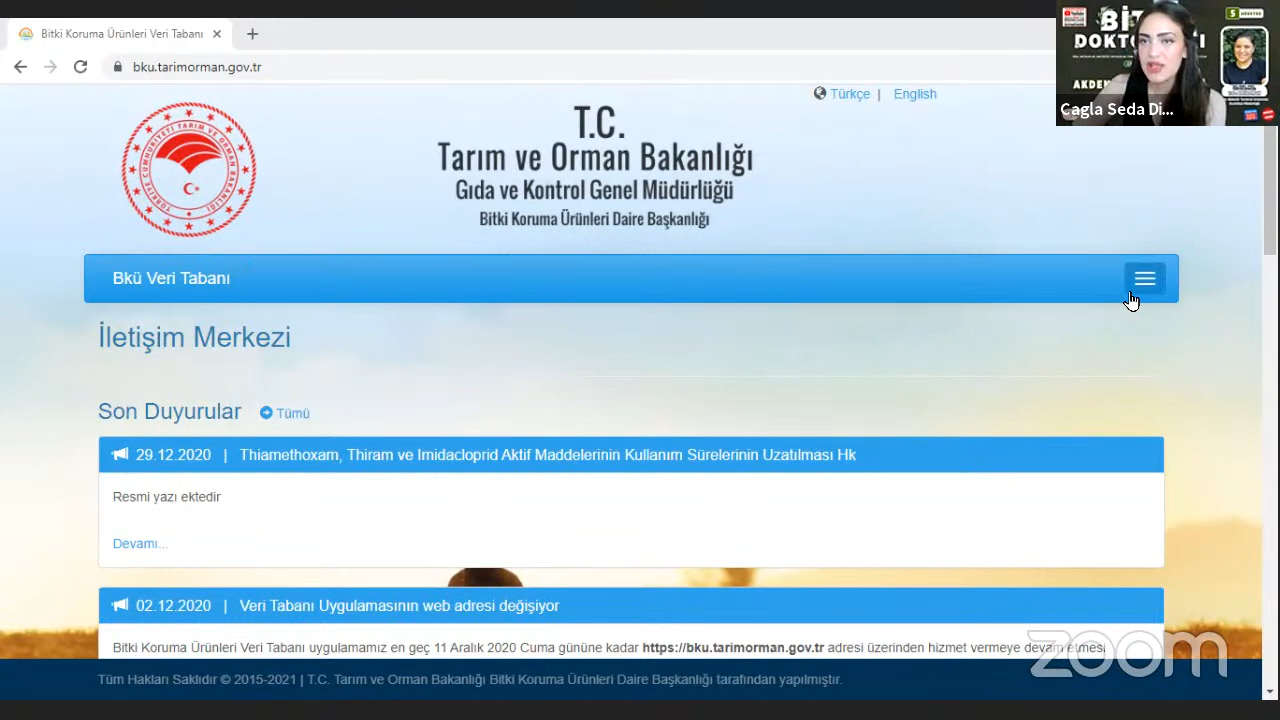 Bitki Koruma Ürünleri Veri Tabanı
bku.tarimorman.gov.tr
Türkçe | English
T.C.
Tarım ve Orman Bakanlığı
Gıda ve Kontrol Genel Müdürlüğü
Bitki Koruma Ürünleri Daire Başkanlığı
Bkü Veri Tabanı
İletişim Merkezi
Son Duyurular Tümü
29.12.2020 | Thiamethoxam, Thiram ve Imidacloprid Aktif Maddelerinin Kullanım Sürelerinin Uzatılması Hk
Resmi yazı ektedir
Devamı...
02.12.2020 | Veri Tabanı Uygulamasının web adresi değişiyor
Bitki Koruma Ürünleri Veri Tabanı uygulamamız en geç 11 Aralık 2020 Cuma gününe kadar https://bku.tarimorman.gov.tr adresi üzerinden hizmet vermeye devam etmesi
Tüm Hakları Saklıdır © 2015-2021 | T.C. Tarım ve Orman Bakanlığı Bitki Koruma Ürünleri Daire Başkanlığı tarafından yapılmıştır.
Cagla Seda Di...
zoom